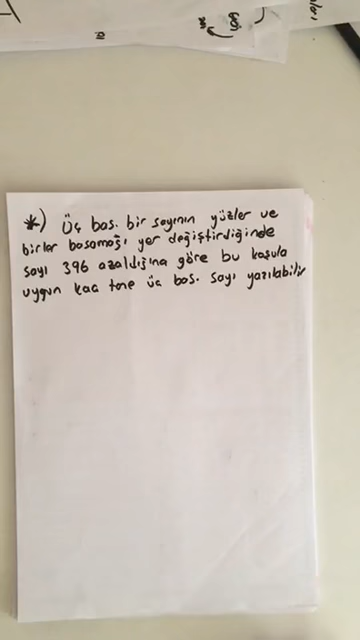 *) Üç bas. bir sayının yüzler ve
birler basamağı yer değiştirdiğinde
sayı 396 azaldığına göre bu koşula
uygun kaç tane üç bas. sayı yazılabilir